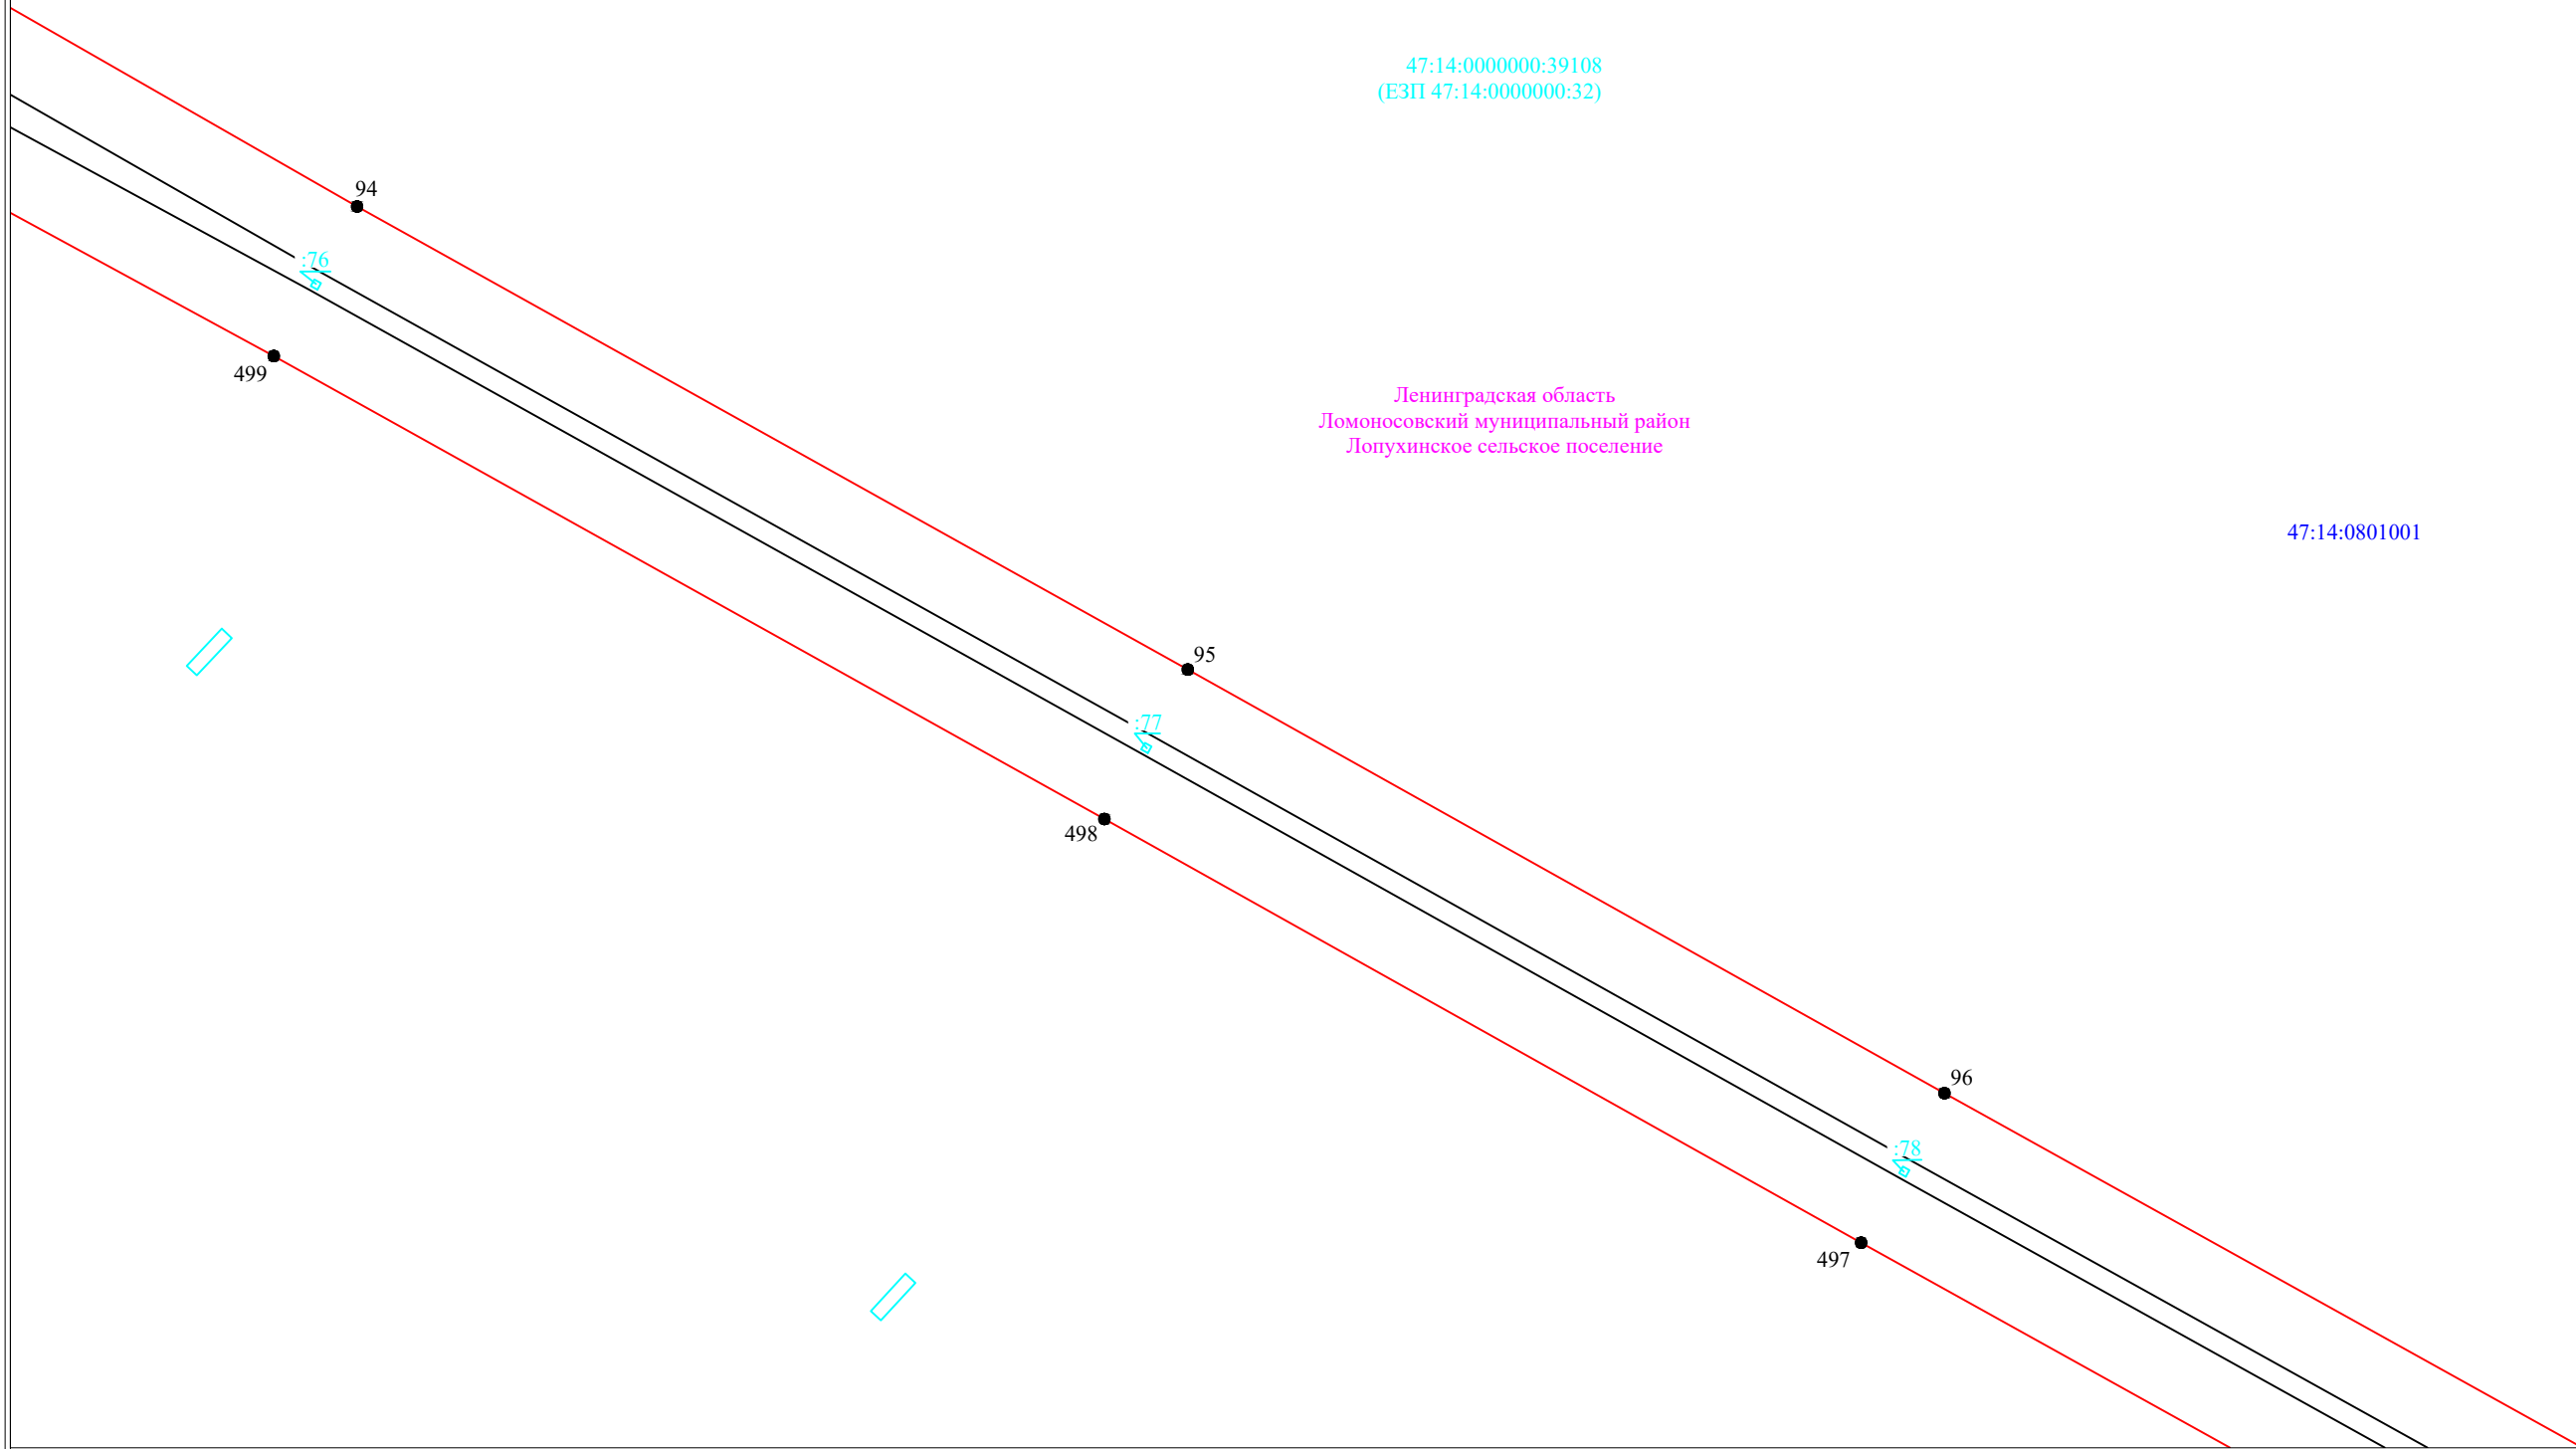 47:14:0000000:39108
(ЕЗП 47:14:0000000:32)
94
:76
499
Ленинградская область
Ломоносовский муниципальный район
Лопухинское сельское поселение
47:14:0801001
95
:77
498
96
:78
497